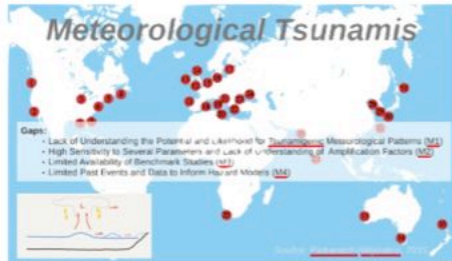 Meteorological Tsunamis
Gaps:
- Lack of Understanding the Potential and Likelihood for Tsunamigenic Meteorological Patterns (M1)
- High Sensitivity to Several Parameters and Lack of Understanding of Amplification Factors (M2)
- Limited Availability of Benchmark Studies (M3)
- Limited Past Events and Data to Inform Hazard Models (M4)
Source: